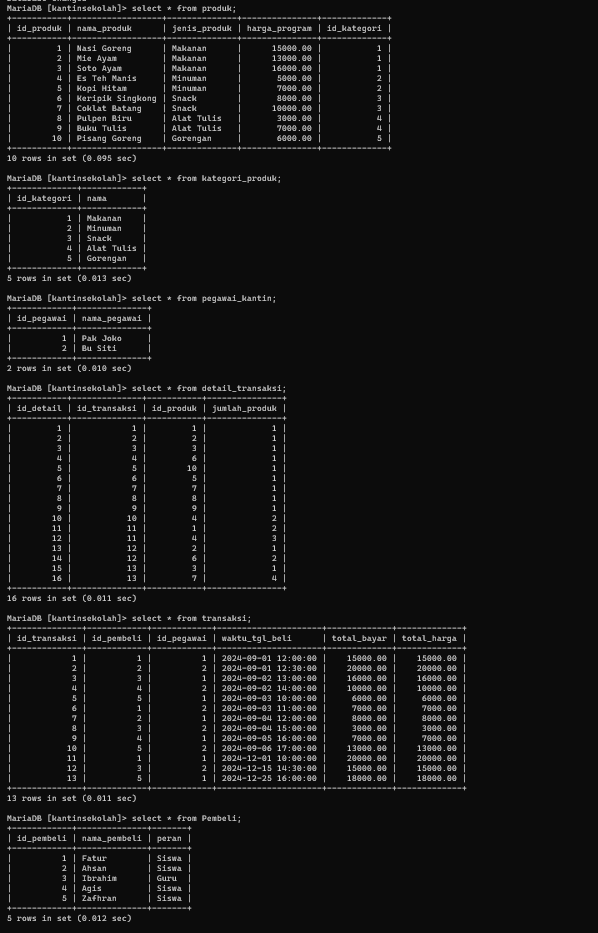 MariaDB [kantinsekolah]> select * from produk;
+-----------+------------------+--------------+---------------+-------------+
| id_produk | nama_produk | jenis_produk | harga_program | id_kategori |
+-----------+------------------+--------------+---------------+-------------+
| 1 | Nasi Goreng | Makanan | 15000.00 | 1 |
| 2 | Mie Ayam | Makanan | 13000.00 | 1 |
| 3 | Soto Ayam | Makanan | 16000.00 | 1 |
| 4 | Es Teh Manis | Minuman | 5000.00 | 2 |
| 5 | Kopi Hitam | Minuman | 7000.00 | 2 |
| 6 | Keripik Singkong | Snack | 8000.00 | 3 |
| 7 | Coklat Batang | Snack | 10000.00 | 3 |
| 8 | Pulpen Biru | Alat Tulis | 3000.00 | 4 |
| 9 | Buku Tulis | Alat Tulis | 7000.00 | 4 |
| 10 | Pisang Goreng | Gorengan | 6000.00 | 5 |
+-----------+------------------+--------------+---------------+-------------+
10 rows in set (0.095 sec)
MariaDB [kantinsekolah]> select * from kategori_produk;
+-------------+------------+
| id_kategori | nama |
+-------------+------------+
| 1 | Makanan |
| 2 | Minuman |
| 3 | Snack |
| 4 | Alat Tulis |
| 5 | Gorengan |
+-------------+------------+
5 rows in set (0.013 sec)
MariaDB [kantinsekolah]> select * from pegawai_kantin;
+------------+--------------+
| id_pegawai | nama_pegawai |
+------------+--------------+
| 1 | Pak Joko |
| 2 | Bu Siti |
+------------+--------------+
2 rows in set (0.010 sec)
MariaDB [kantinsekolah]> select * from detail_transaksi;
+-----------+--------------+-----------+---------------+
| id_detail | id_transaksi | id_produk | jumlah_produk |
+-----------+--------------+-----------+---------------+
| 1 | 1 | 1 | 1 |
| 2 | 2 | 2 | 1 |
| 3 | 3 | 3 | 1 |
| 4 | 4 | 6 | 1 |
| 5 | 5 | 10 | 1 |
| 6 | 6 | 5 | 1 |
| 7 | 7 | 7 | 1 |
| 8 | 8 | 8 | 1 |
| 9 | 9 | 9 | 1 |
| 10 | 10 | 4 | 2 |
| 11 | 11 | 1 | 2 |
| 12 | 11 | 4 | 3 |
| 13 | 12 | 2 | 1 |
| 14 | 12 | 6 | 2 |
| 15 | 13 | 3 | 1 |
| 16 | 13 | 7 | 4 |
+-----------+--------------+-----------+---------------+
16 rows in set (0.011 sec)
MariaDB [kantinsekolah]> select * from transaksi;
+--------------+------------+------------+---------------------+-------------+-------------+
| id_transaksi | id_pembeli | id_pegawai | waktu_tgl_beli | total_bayar | total_harga |
+--------------+------------+------------+---------------------+-------------+-------------+
| 1 | 1 | 1 | 2024-09-01 12:00:00 | 15000.00 | 15000.00 |
| 2 | 2 | 2 | 2024-09-01 12:30:00 | 20000.00 | 20000.00 |
| 3 | 3 | 1 | 2024-09-02 13:00:00 | 16000.00 | 16000.00 |
| 4 | 4 | 2 | 2024-09-02 14:00:00 | 10000.00 | 10000.00 |
| 5 | 5 | 1 | 2024-09-03 10:00:00 | 6000.00 | 6000.00 |
| 6 | 1 | 2 | 2024-09-03 11:00:00 | 7000.00 | 7000.00 |
| 7 | 2 | 1 | 2024-09-04 12:00:00 | 8000.00 | 8000.00 |
| 8 | 3 | 2 | 2024-09-04 15:00:00 | 3000.00 | 3000.00 |
| 9 | 4 | 1 | 2024-09-05 16:00:00 | 7000.00 | 7000.00 |
| 10 | 5 | 2 | 2024-09-06 17:00:00 | 13000.00 | 13000.00 |
| 11 | 1 | 1 | 2024-12-01 10:00:00 | 20000.00 | 20000.00 |
| 12 | 3 | 2 | 2024-12-15 14:30:00 | 15000.00 | 15000.00 |
| 13 | 5 | 1 | 2024-12-25 16:00:00 | 18000.00 | 18000.00 |
+--------------+------------+------------+---------------------+-------------+-------------+
13 rows in set (0.011 sec)
MariaDB [kantinsekolah]> select * from Pembeli;
+------------+--------------+-------+
| id_pembeli | nama_pembeli | peran |
+------------+--------------+-------+
| 1 | Fatur | Siswa |
| 2 | Ahsan | Siswa |
| 3 | Ibrahim | Guru |
| 4 | Agis | Siswa |
| 5 | Zafhran | Siswa |
+------------+--------------+-------+
5 rows in set (0.012 sec)